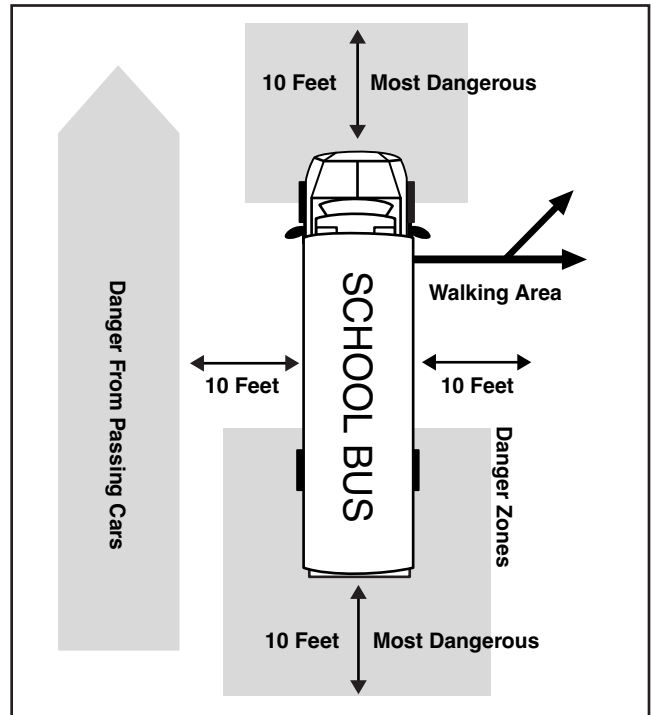 10 Feet
Most Dangerous
Walking Area
SCHOOL BUS
Danger From Passing Cars
10 Feet
10 Feet
Danger Zones
10 Feet
Most Dangerous